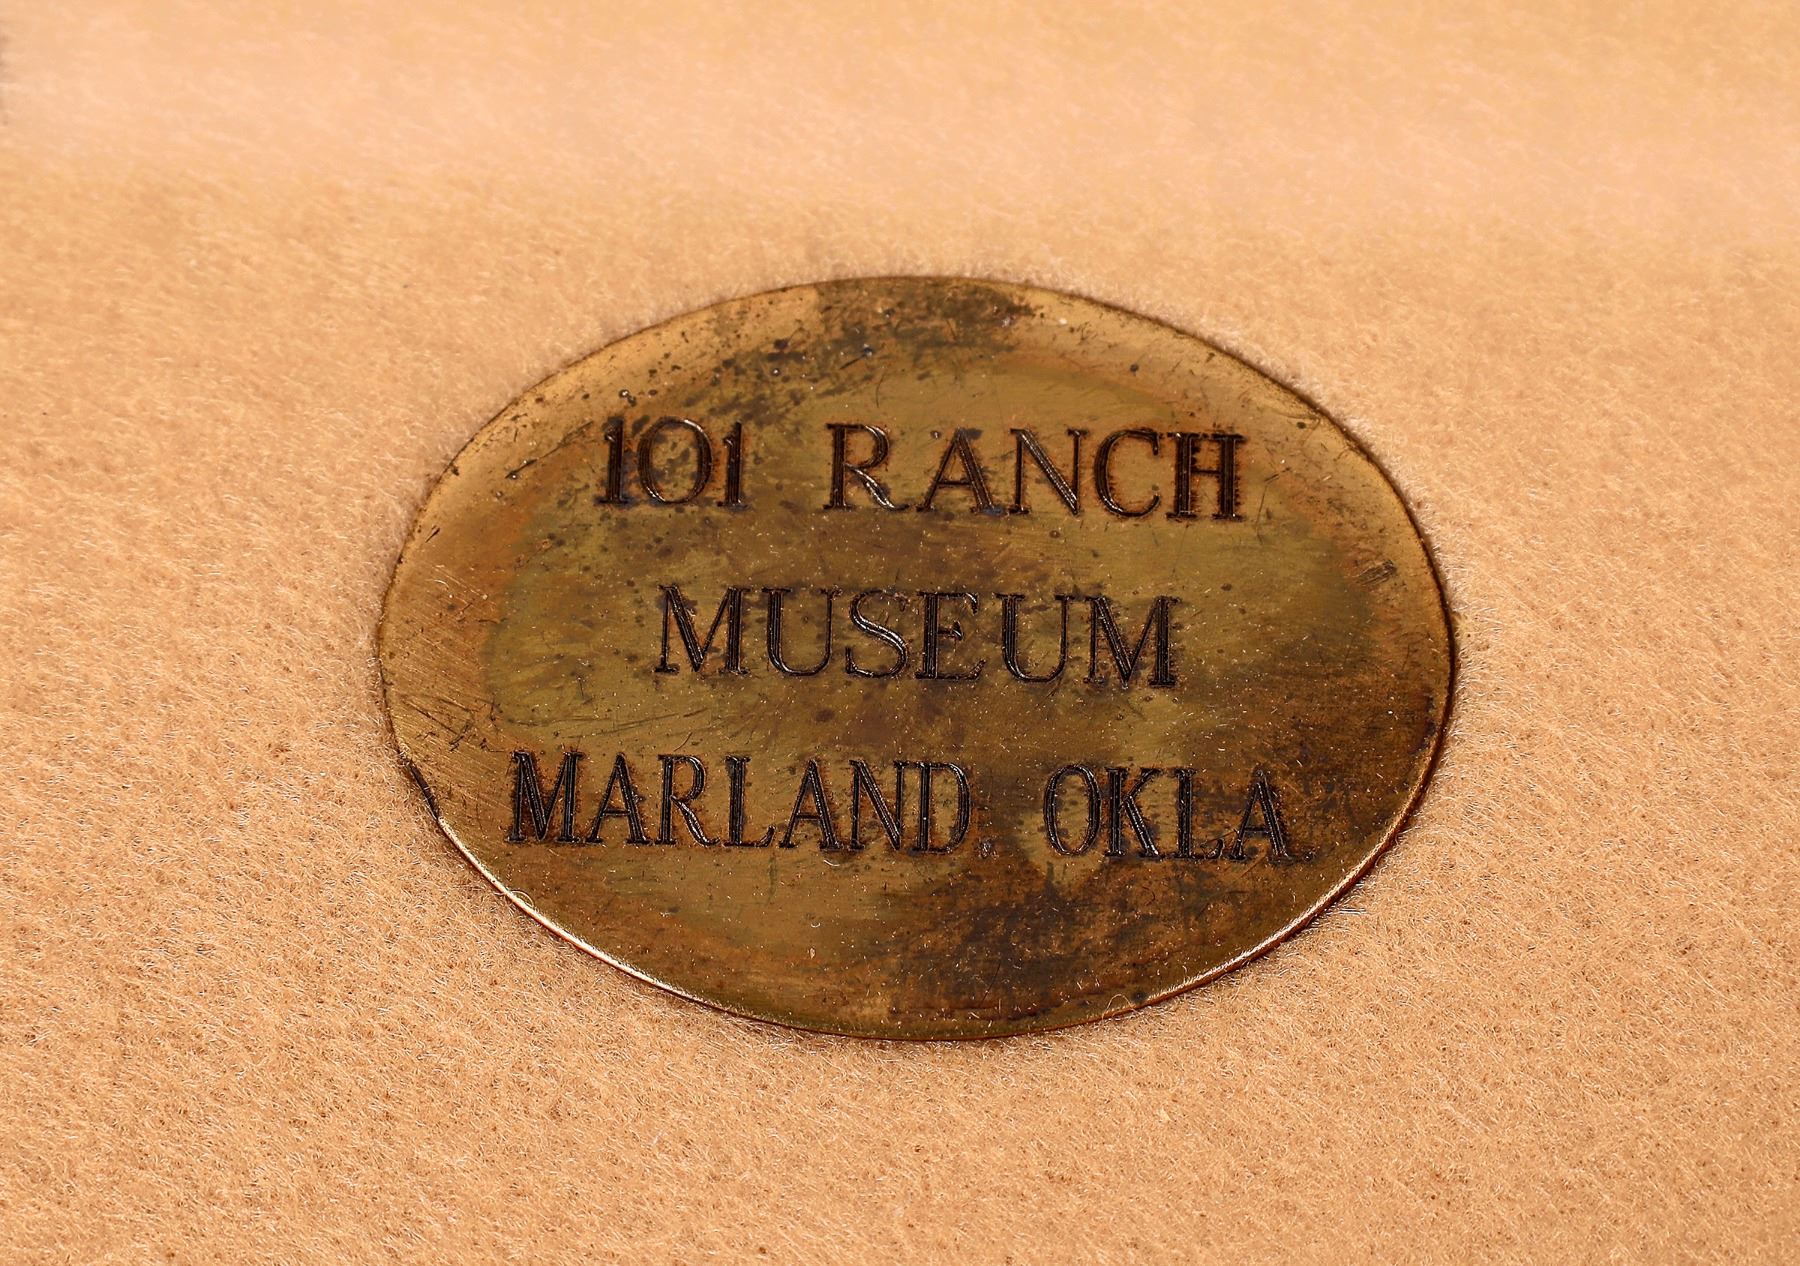 101 RANCH
MUSEUM
MARLAND. OKLA.